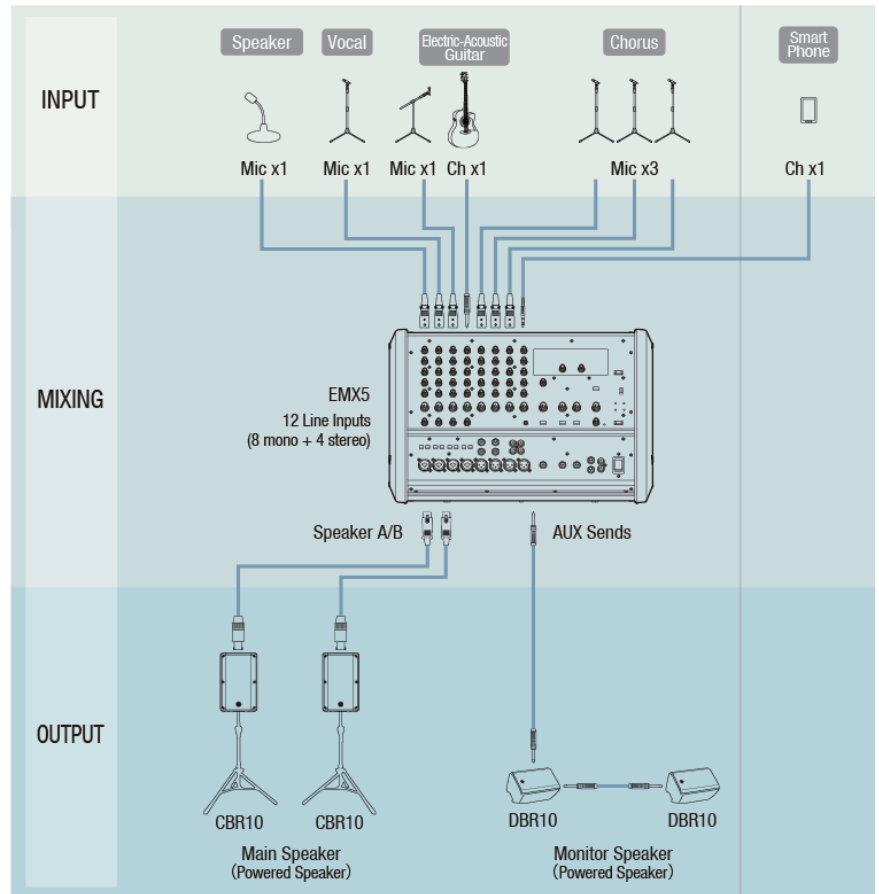 Speaker
Vocal
Electric-Acoustic
Guitar
Chorus
Smart
Phone
INPUT
Mic x1
Mic x1
Mic x1
Ch x1
Mic x3
Ch x1
MIXING
EMX5
12 Line Inputs
(8 mono + 4 stereo)
Speaker A/B
AUX Sends
OUTPUT
CBR10
CBR10
DBR10
DBR10
Main Speaker
(Powered Speaker)
Monitor Speaker
(Powered Speaker)